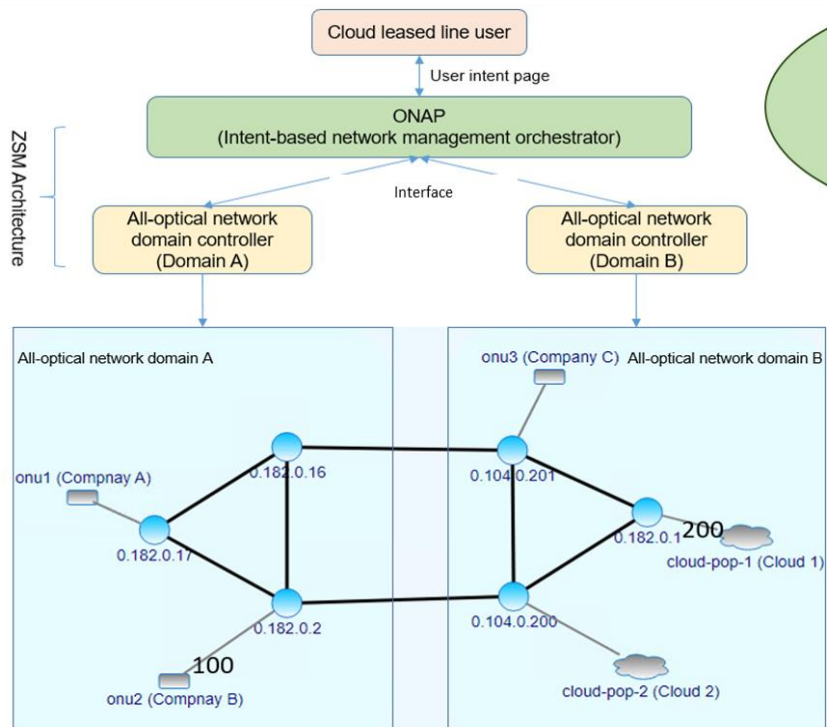 Cloud leased line user
User intent page
ONAP
(Intent-based network management orchestrator)
ZSM Architecture
Interface
All-optical network
domain controller
(Domain A)
All-optical network
domain controller
(Domain B)
All-optical network domain A
All-optical network domain B
onu3 (Company C)
0.182.0.16
0.104.0.201
onu1 (Compnay A)
0.182.0.17
0.182.0.1
200
cloud-pop-1 (Cloud 1)
0.182.0.2
0.104.0.200
100
onu2 (Compnay B)
cloud-pop-2 (Cloud 2)